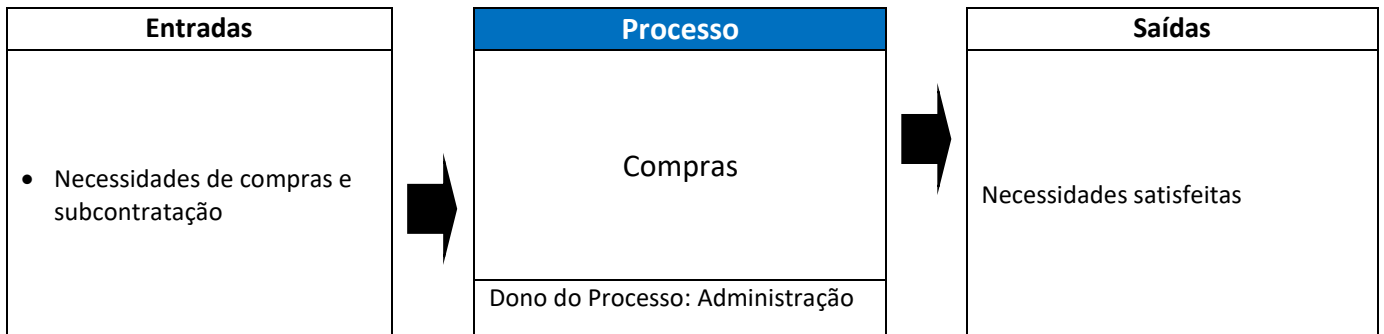 Entradas
• Necessidades de compras e
subcontratação
Processo
Compras
Dono do Processo: Administração
Saídas
Necessidades satisfeitas